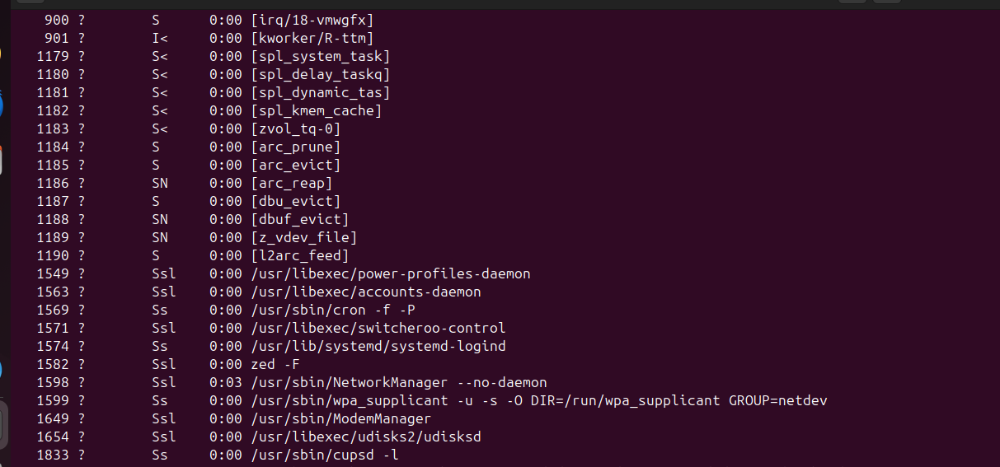 900 ? S 0:00 [irq/18-vmwgfx]
901 ? I< 0:00 [kworker/R-ttm]
1179 ? S< 0:00 [spl_system_task]
1180 ? S< 0:00 [spl_delay_taskq]
1181 ? S< 0:00 [spl_dynamic_tas]
1182 ? S< 0:00 [spl_kmem_cache]
1183 ? S< 0:00 [zvol_tq-0]
1184 ? S 0:00 [arc_prune]
1185 ? S 0:00 [arc_evict]
1186 ? SN 0:00 [arc_reap]
1187 ? S 0:00 [dbu_evict]
1188 ? SN 0:00 [dbuf_evict]
1189 ? SN 0:00 [z_vdev_file]
1190 ? S 0:00 [l2arc_feed]
1549 ? Ssl 0:00 /usr/libexec/power-profiles-daemon
1563 ? Ssl 0:00 /usr/libexec/accounts-daemon
1569 ? Ss 0:00 /usr/sbin/cron -f -P
1571 ? Ssl 0:00 /usr/libexec/switcheroo-control
1574 ? Ss 0:00 /usr/lib/systemd/systemd-logind
1582 ? Ssl 0:00 zed -F
1598 ? Ssl 0:03 /usr/sbin/NetworkManager --no-daemon
1599 ? Ss 0:00 /usr/sbin/wpa_supplicant -u -s -O DIR=/run/wpa_supplicant GROUP=netdev
1649 ? Ssl 0:00 /usr/sbin/ModemManager
1654 ? Ssl 0:00 /usr/libexec/udisks2/udisksd
1833 ? Ss 0:00 /usr/sbin/cupsd -l